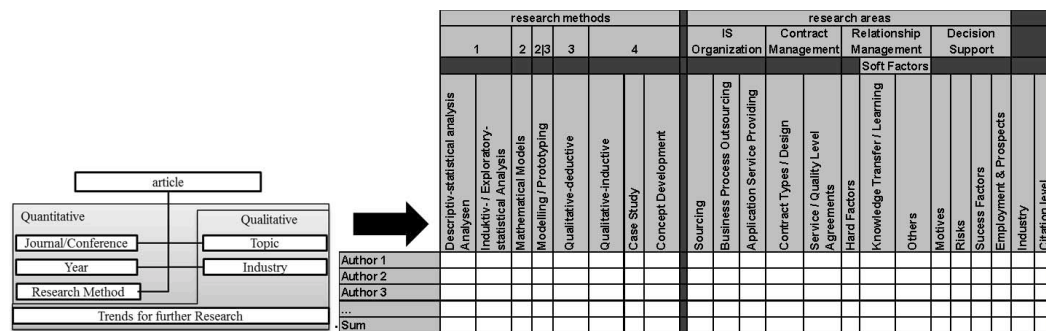 article
Quantitative
Qualitative
Journal/Conference
Topic
Year
Industry
Research Method
Trends for further Research
research methods
research areas
1
2
2|3
3
4
IS Organization
Contract Management
Relationship Management
Decision Support
Soft Factors
Descriptiv-statistical analysis Analysen
Induktiv- / Exploratory-statistical Analysis
Mathematical Models
Modelling / Prototyping
Qualitative-deductive
Qualitative-inductive
Case Study
Concept Development
Sourcing
Business Process Outsourcing
Application Service Providing
Contract Types / Design
Service / Quality Level Agreements
Hard Factors
Knowledge Transfer / Learning
Others
Motives
Risks
Sucess Factors
Employment & Prospects
Industry
Citation level
Author 1
Author 2
Author 3
...
Sum